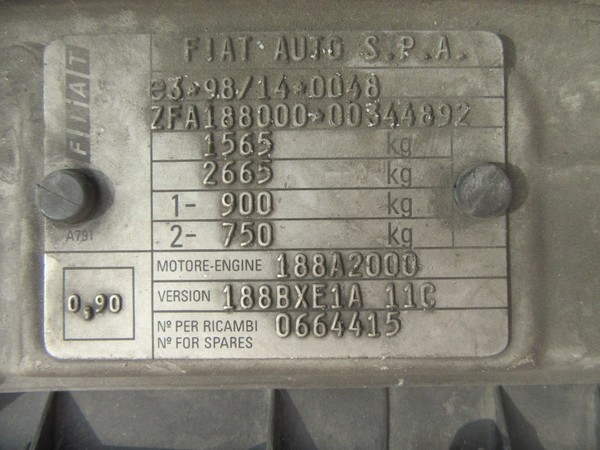 FIAT AUTO S.P.A.
FIAT
e3*98/14*0048
ZFA188000*00344892
1565 kg
2665 kg
1- 900 kg
2- 750 kg
A791
MOTORE-ENGINE 188A2000
0,90
VERSION 188BXE1A 11C
Nº PER RICAMBI
Nº FOR SPARES
0664415